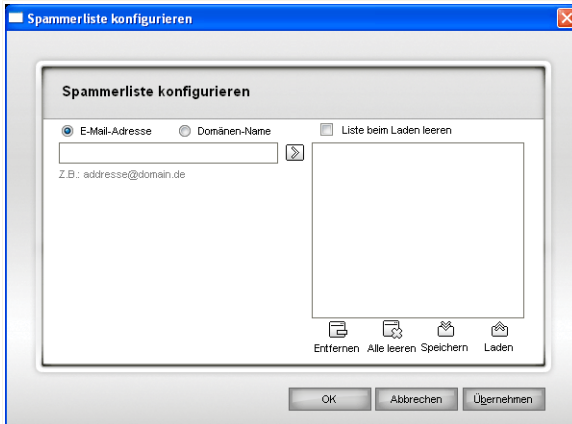 Spammerliste konfigurieren
Spammerliste konfigurieren
E-Mail-Adresse Domänen-Name Liste beim Laden leeren
Z.B.: addresse@domain.de
Entfernen Alle leeren Speichern Laden
OK Abbrechen Übernehmen